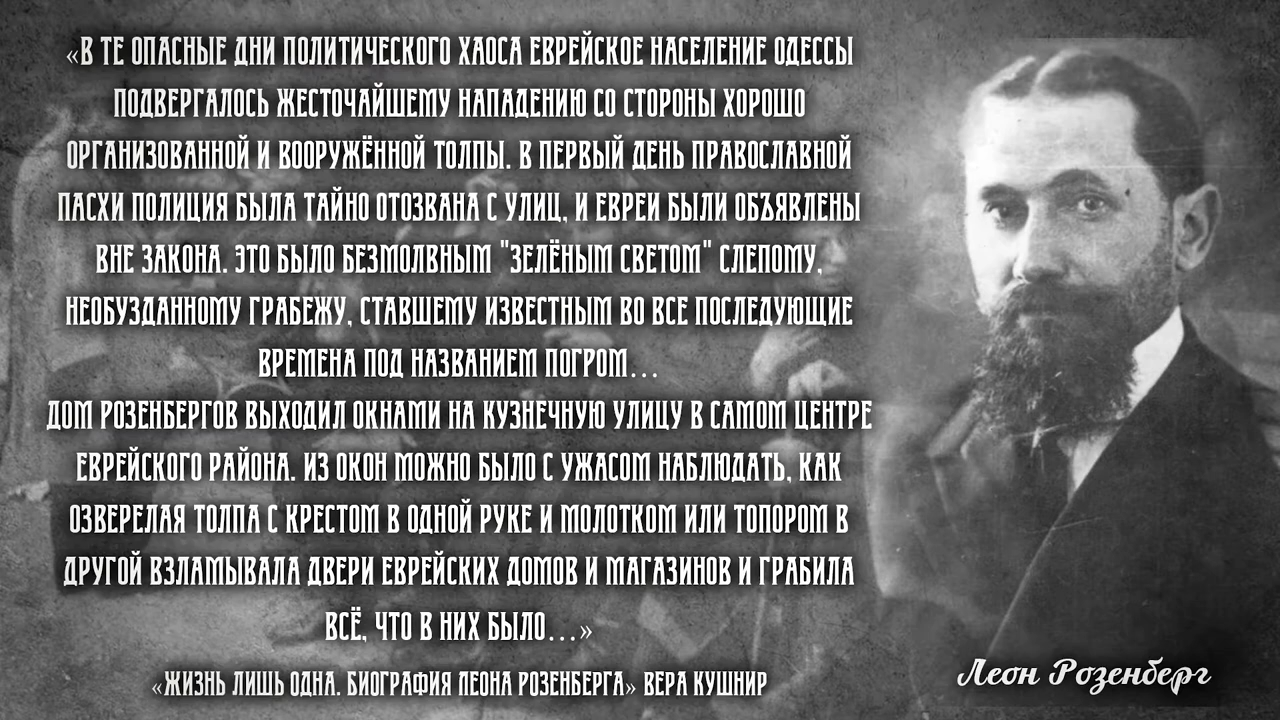 «В ТЕ ОПАСНЫЕ ДНИ ПОЛИТИЧЕСКОГО ХАОСА ЕВРЕЙСКОЕ НАСЕЛЕНИЕ ОДЕССЫ
ПОДВЕРГАЛОСЬ ЖЕСТОЧАЙШЕМУ НАПАДЕНИЮ СО СТОРОНЫ ХОРОШО
ОРГАНИЗОВАННОЙ И ВООРУЖЁННОЙ ТОЛПЫ. В ПЕРВЫЙ ДЕНЬ ПРАВОСЛАВНОЙ
ПАСХИ ПОЛИЦИЯ БЫЛА ТАЙНО ОТОЗВАНА С УЛИЦ, И ЕВРЕИ БЫЛИ ОБЪЯВЛЕНЫ
ВНЕ ЗАКОНА. ЭТО БЫЛО БЕЗМОЛВНЫМ "ЗЕЛЁНЫМ СВЕТОМ" СЛЕПОМУ,
НЕОБУЗДАННОМУ ГРАБЕЖУ, СТАВШЕМУ ИЗВЕСТНЫМ ВО ВСЕ ПОСЛЕДУЮЩИЕ
ВРЕМЕНА ПОД НАЗВАНИЕМ ПОГРОМ...
ДОМ РОЗЕНБЕРГОВ ВЫХОДИЛ ОКНАМИ НА КУЗНЕЧНУЮ УЛИЦУ В САМОМ ЦЕНТРЕ
ЕВРЕЙСКОГО РАЙОНА. ИЗ ОКОН МОЖНО БЫЛО С УЖАСОМ НАБЛЮДАТЬ, КАК
ОЗВЕРЕЛАЯ ТОЛПА С КРЕСТОМ В ОДНОЙ РУКЕ И МОЛОТКОМ ИЛИ ТОПОРОМ В
ДРУГОЙ ВЗЛАМЫВАЛА ДВЕРИ ЕВРЕЙСКИХ ДОМОВ И МАГАЗИНОВ И ГРАБИЛА
ВСЁ, ЧТО В НИХ БЫЛО...»
«ЖИЗНЬ ЛИШЬ ОДНА. БИОГРАФИЯ ЛЕОНА РОЗЕНБЕРГА» ВЕРА КУШНИР
Леон Розенберг